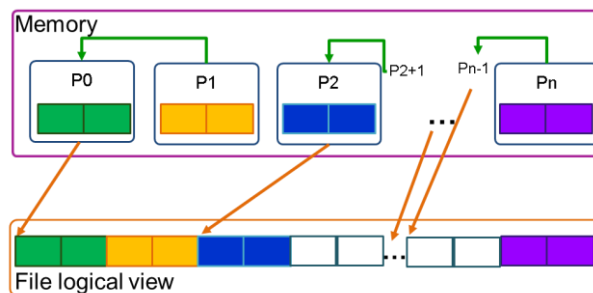 Memory
P0
P1
P2
P2+1
Pn-1
Pn
...
...
File logical view